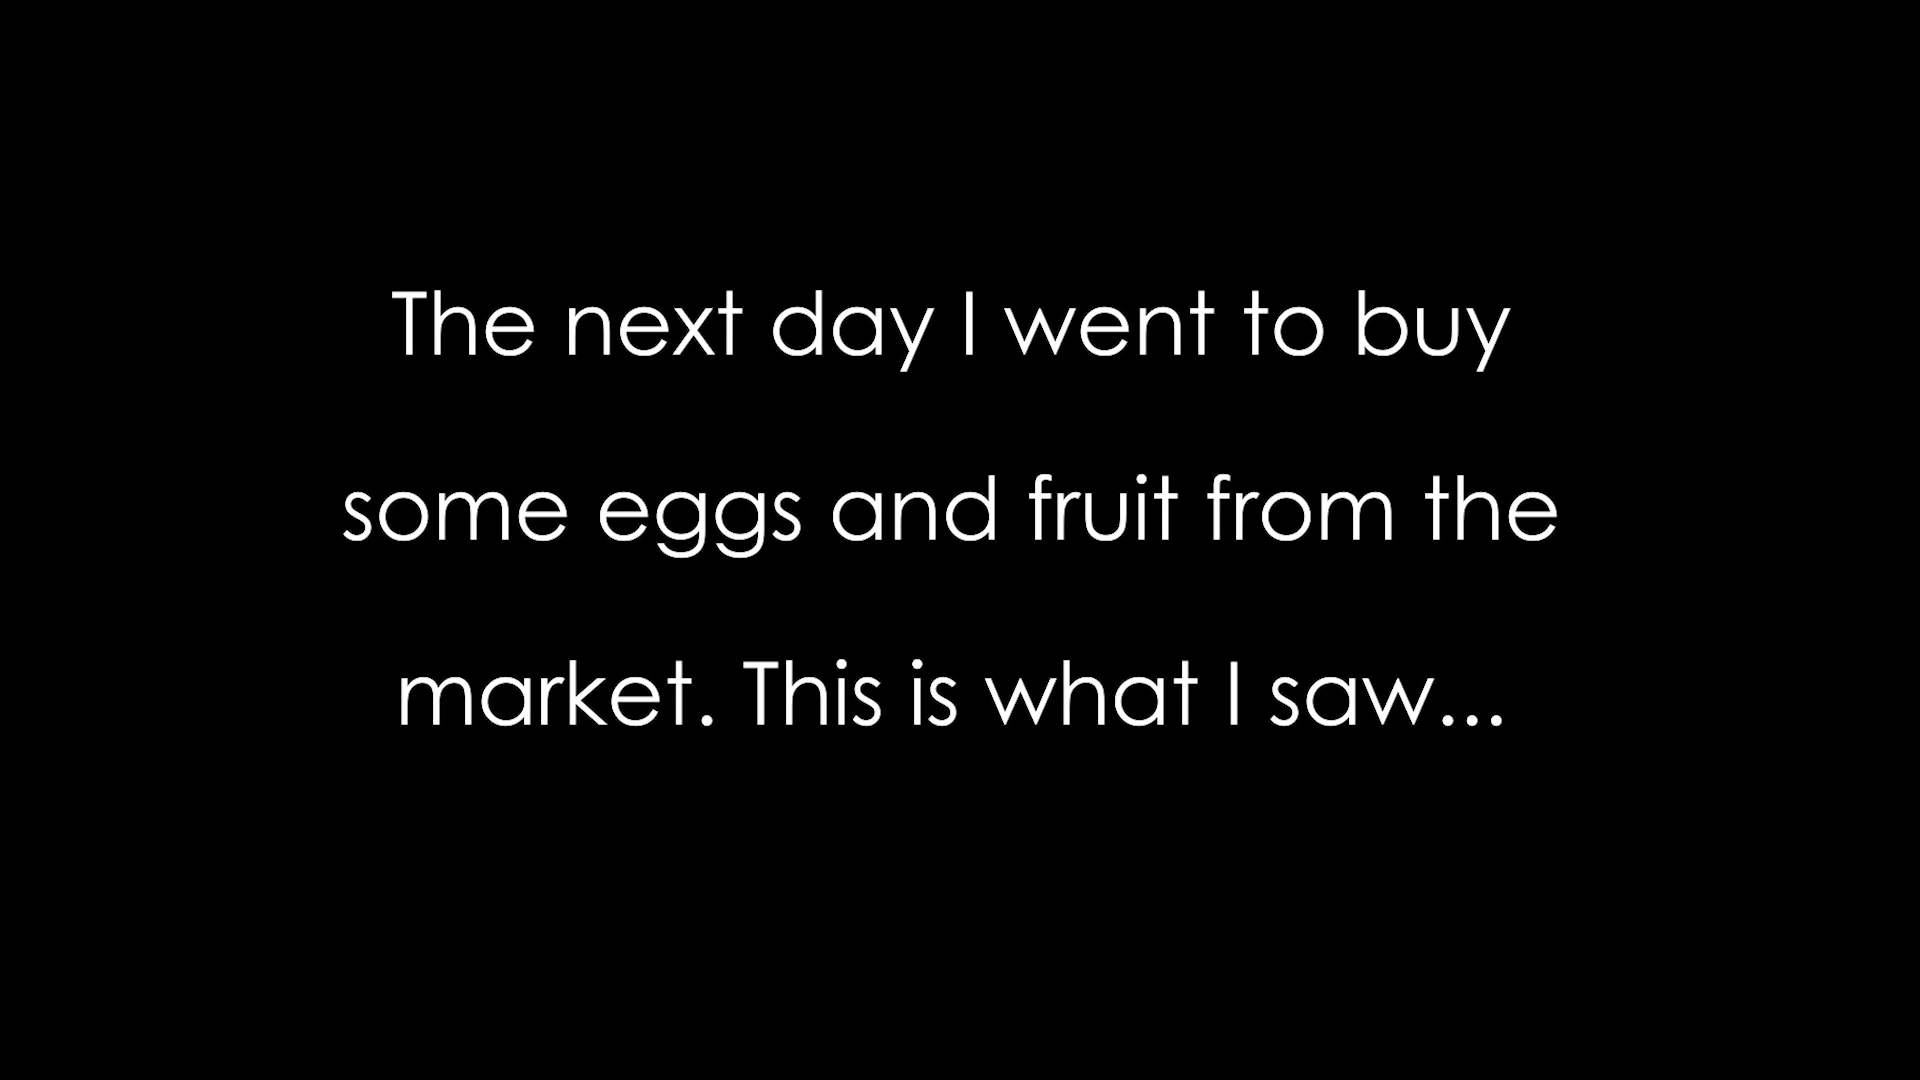 The next day I went to buy
some eggs and fruit from the
market. This is what I saw...